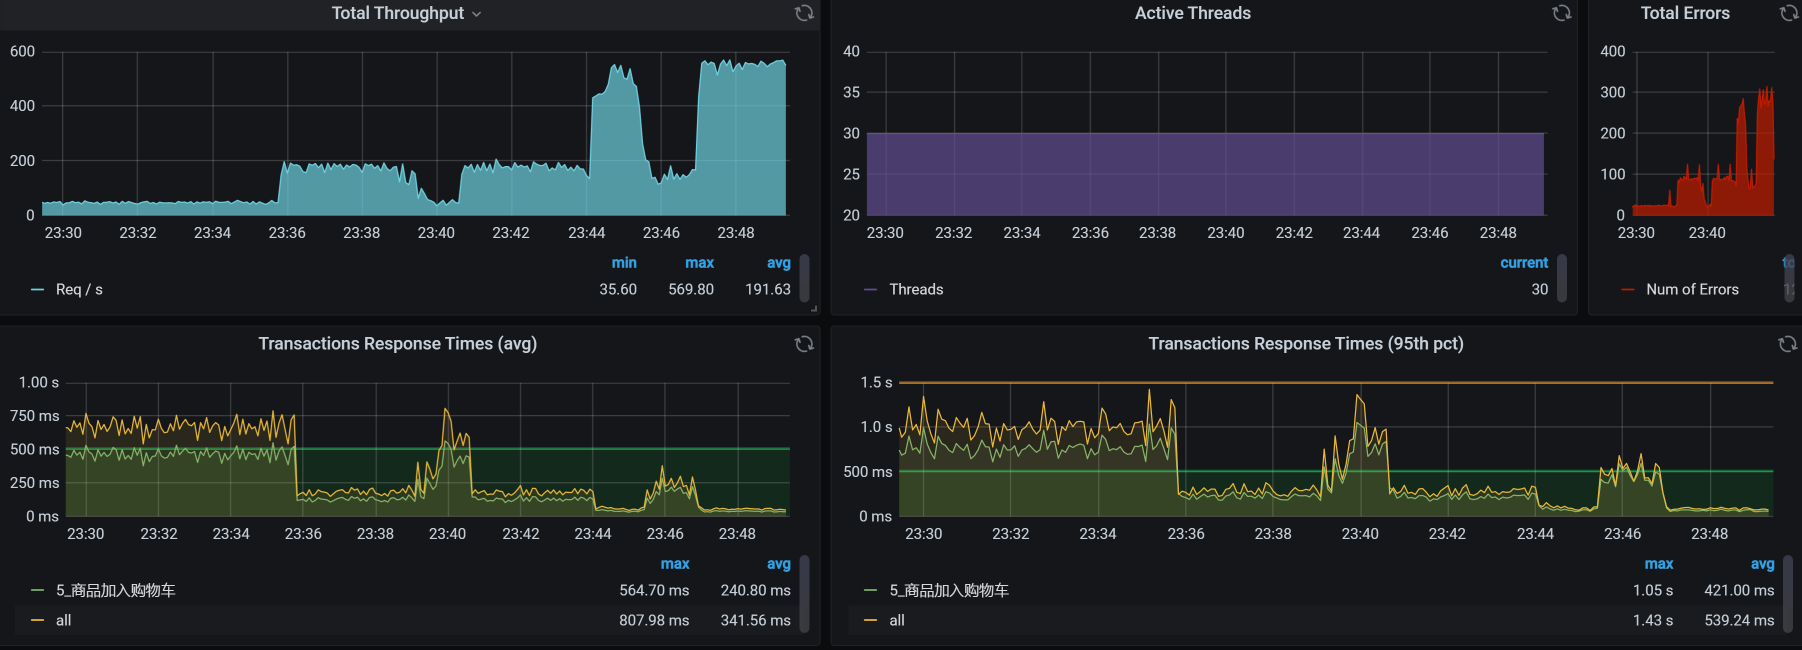 Total Throughput
600
400
200
0
23:30 23:32 23:34 23:36 23:38 23:40 23:42 23:44 23:46 23:48
min max avg
Req / s 35.60 569.80 191.63
Active Threads
40
35
30
25
20
23:30 23:32 23:34 23:36 23:38 23:40 23:42 23:44 23:46 23:48
current
Threads 30
Total Errors
400
300
200
100
0
23:30 23:40
Num of Errors
Transactions Response Times (avg)
1.00 s
750 ms
500 ms
250 ms
0 ms
23:30 23:32 23:34 23:36 23:38 23:40 23:42 23:44 23:46 23:48
max avg
5_商品加入购物车 564.70 ms 240.80 ms
all 807.98 ms 341.56 ms
Transactions Response Times (95th pct)
1.5 s
1.0 s
500 ms
0 ms
23:30 23:32 23:34 23:36 23:38 23:40 23:42 23:44 23:46 23:48
max avg
5_商品加入购物车 1.05 s 421.00 ms
all 1.43 s 539.24 ms